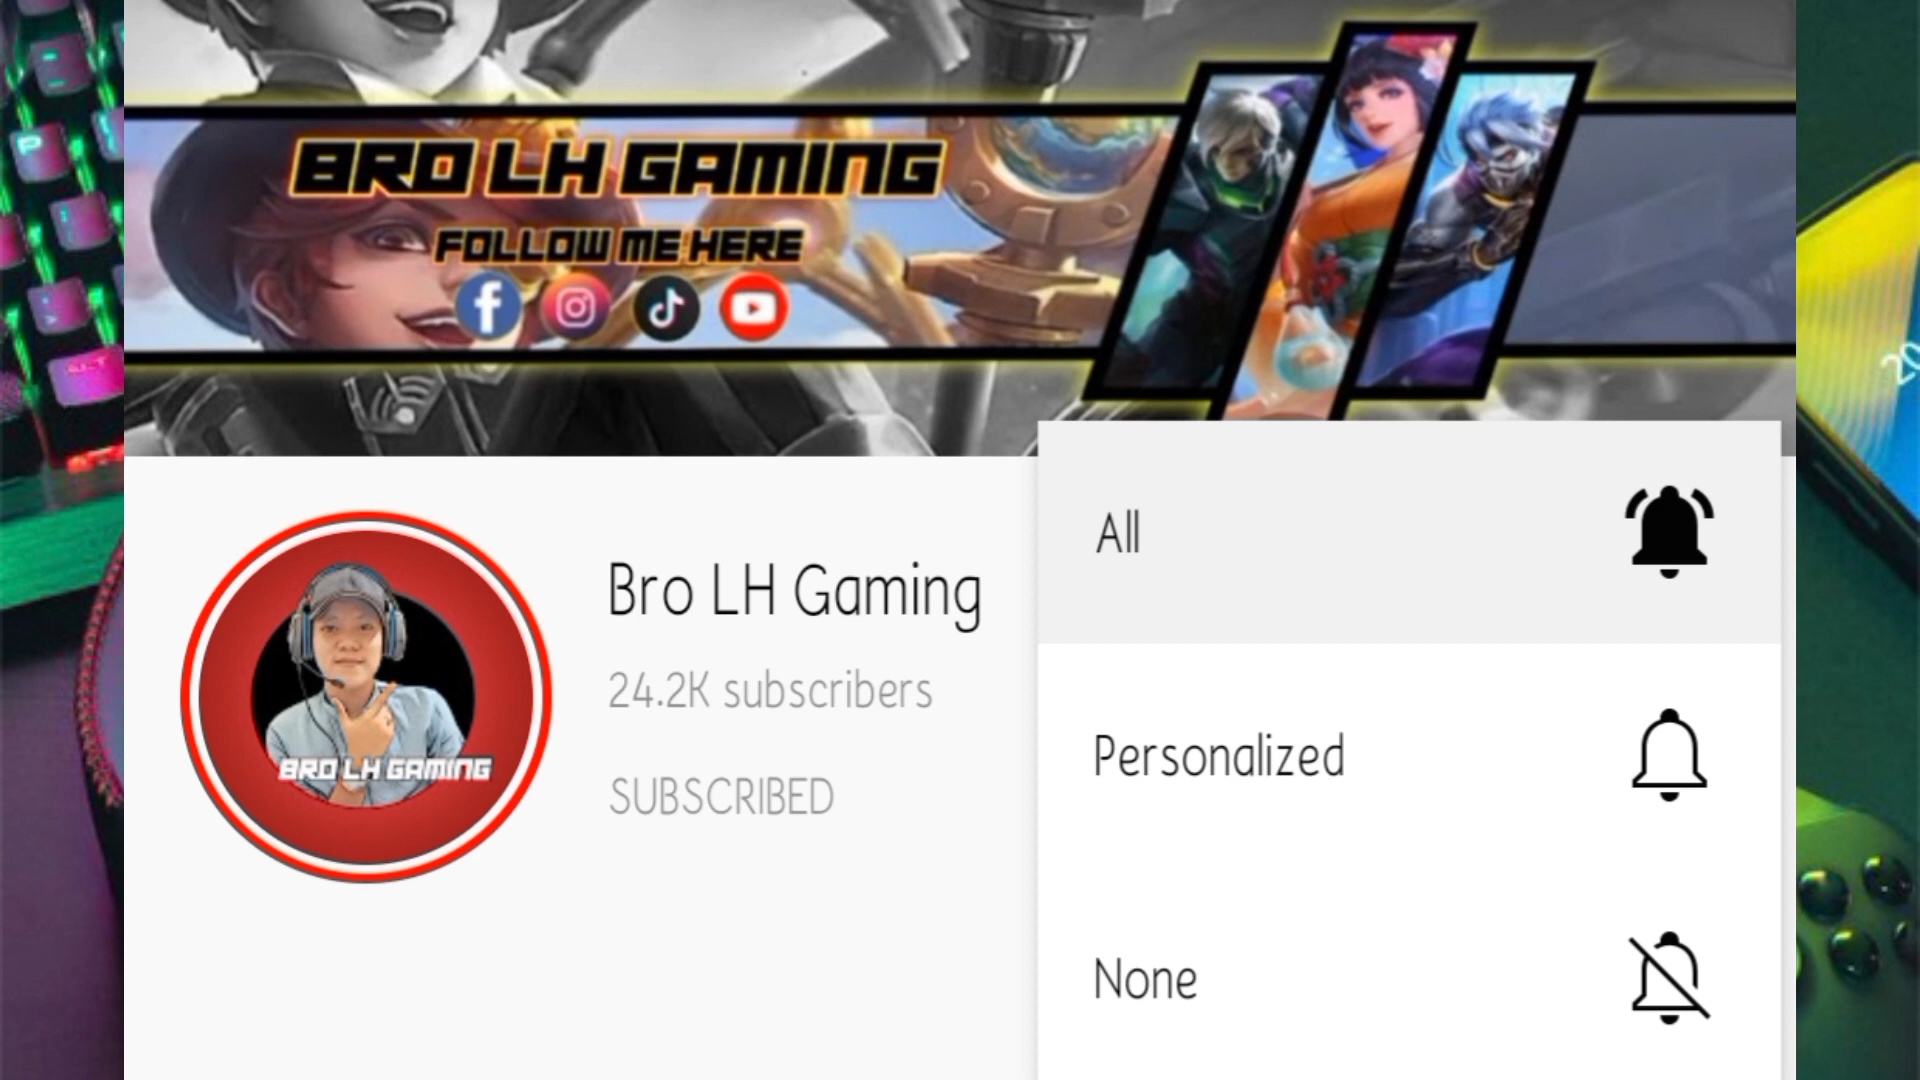 BRO LH GAMING
FOLLOW ME HERE
Bro LH Gaming
24.2K subscribers
SUBSCRIBED
BRO LH GAMING
All
Personalized
None
P
20